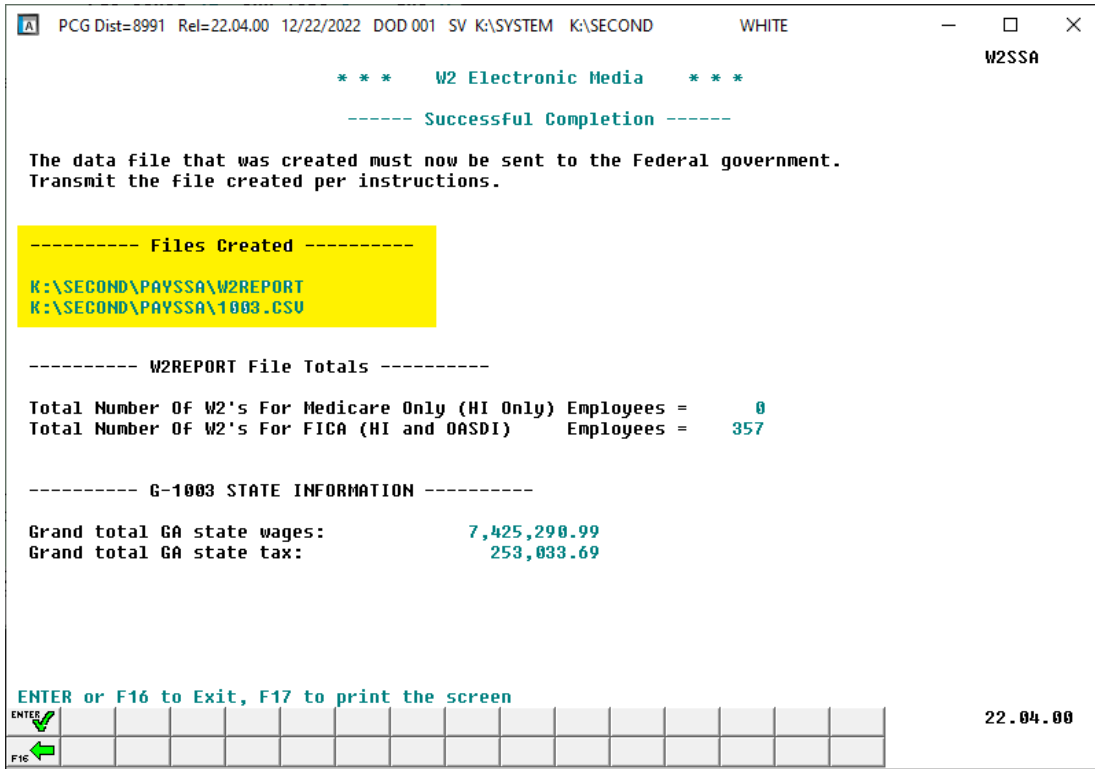 PCG Dist=8991 Rel=22.04.00 12/22/2022 DOD 001 SV K:\SYSTEM K:\SECOND WHITE
W2SSA
* * * W2 Electronic Media * * *
------ Successful Completion ------
The data file that was created must now be sent to the Federal government.
Transmit the file created per instructions.
---------- Files Created ----------
K:\SECOND\PAYSSA\W2REPORT
K:\SECOND\PAYSSA\1003.CSV
---------- W2REPORT File Totals ----------
Total Number Of W2's For Medicare Only (HI Only) Employees = 0
Total Number Of W2's For FICA (HI and OASDI) Employees = 357
---------- G-1003 STATE INFORMATION ----------
Grand total GA state wages: 7,425,290.99
Grand total GA state tax: 253,033.69
ENTER or F16 to Exit, F17 to print the screen
ENTER
22.04.00
F16